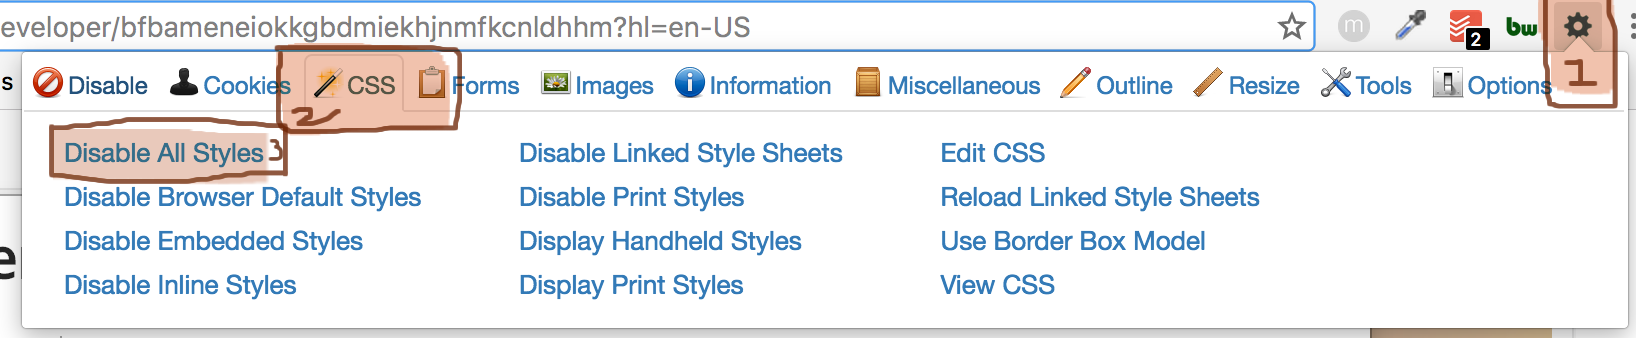 eveloper/bfbameneiokkgbdmiekhjnmfkcnldhhm?hl=en-US
m
2
bw
1
s
Disable Cookies CSS Forms Images Information Miscellaneous Outline Resize Tools Options
2
Disable All Styles 3 Disable Linked Style Sheets Edit CSS
Disable Browser Default Styles Disable Print Styles Reload Linked Style Sheets
Disable Embedded Styles Display Handheld Styles Use Border Box Model
Disable Inline Styles Display Print Styles View CSS